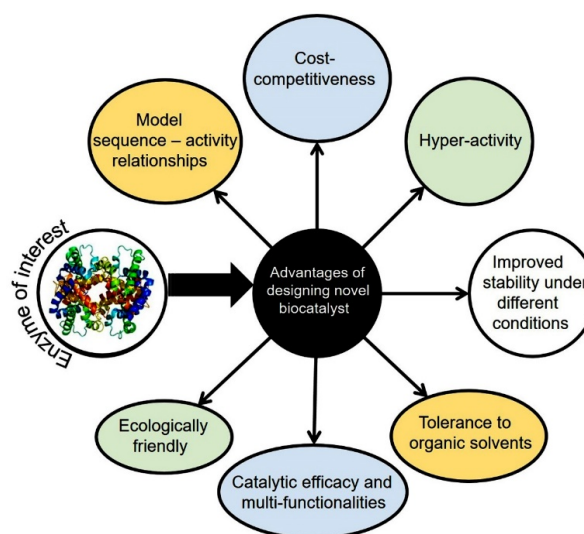 Cost-
competitiveness
Model
sequence – activity
relationships
Hyper-activity
Enzyme of interest
Advantages of
designing novel
biocatalyst
Improved
stability under
different
conditions
Ecologically
friendly
Tolerance to
organic solvents
Catalytic efficacy and
multi-functionalities